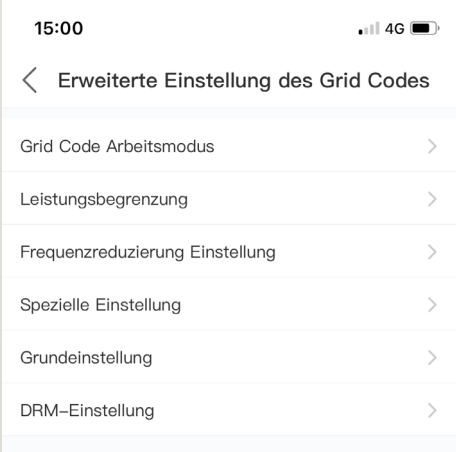 15:00
4G
Erweiterte Einstellung des Grid Codes
Grid Code Arbeitsmodus
Leistungsbegrenzung
Frequenzreduzierung Einstellung
Spezielle Einstellung
Grundeinstellung
DRM-Einstellung